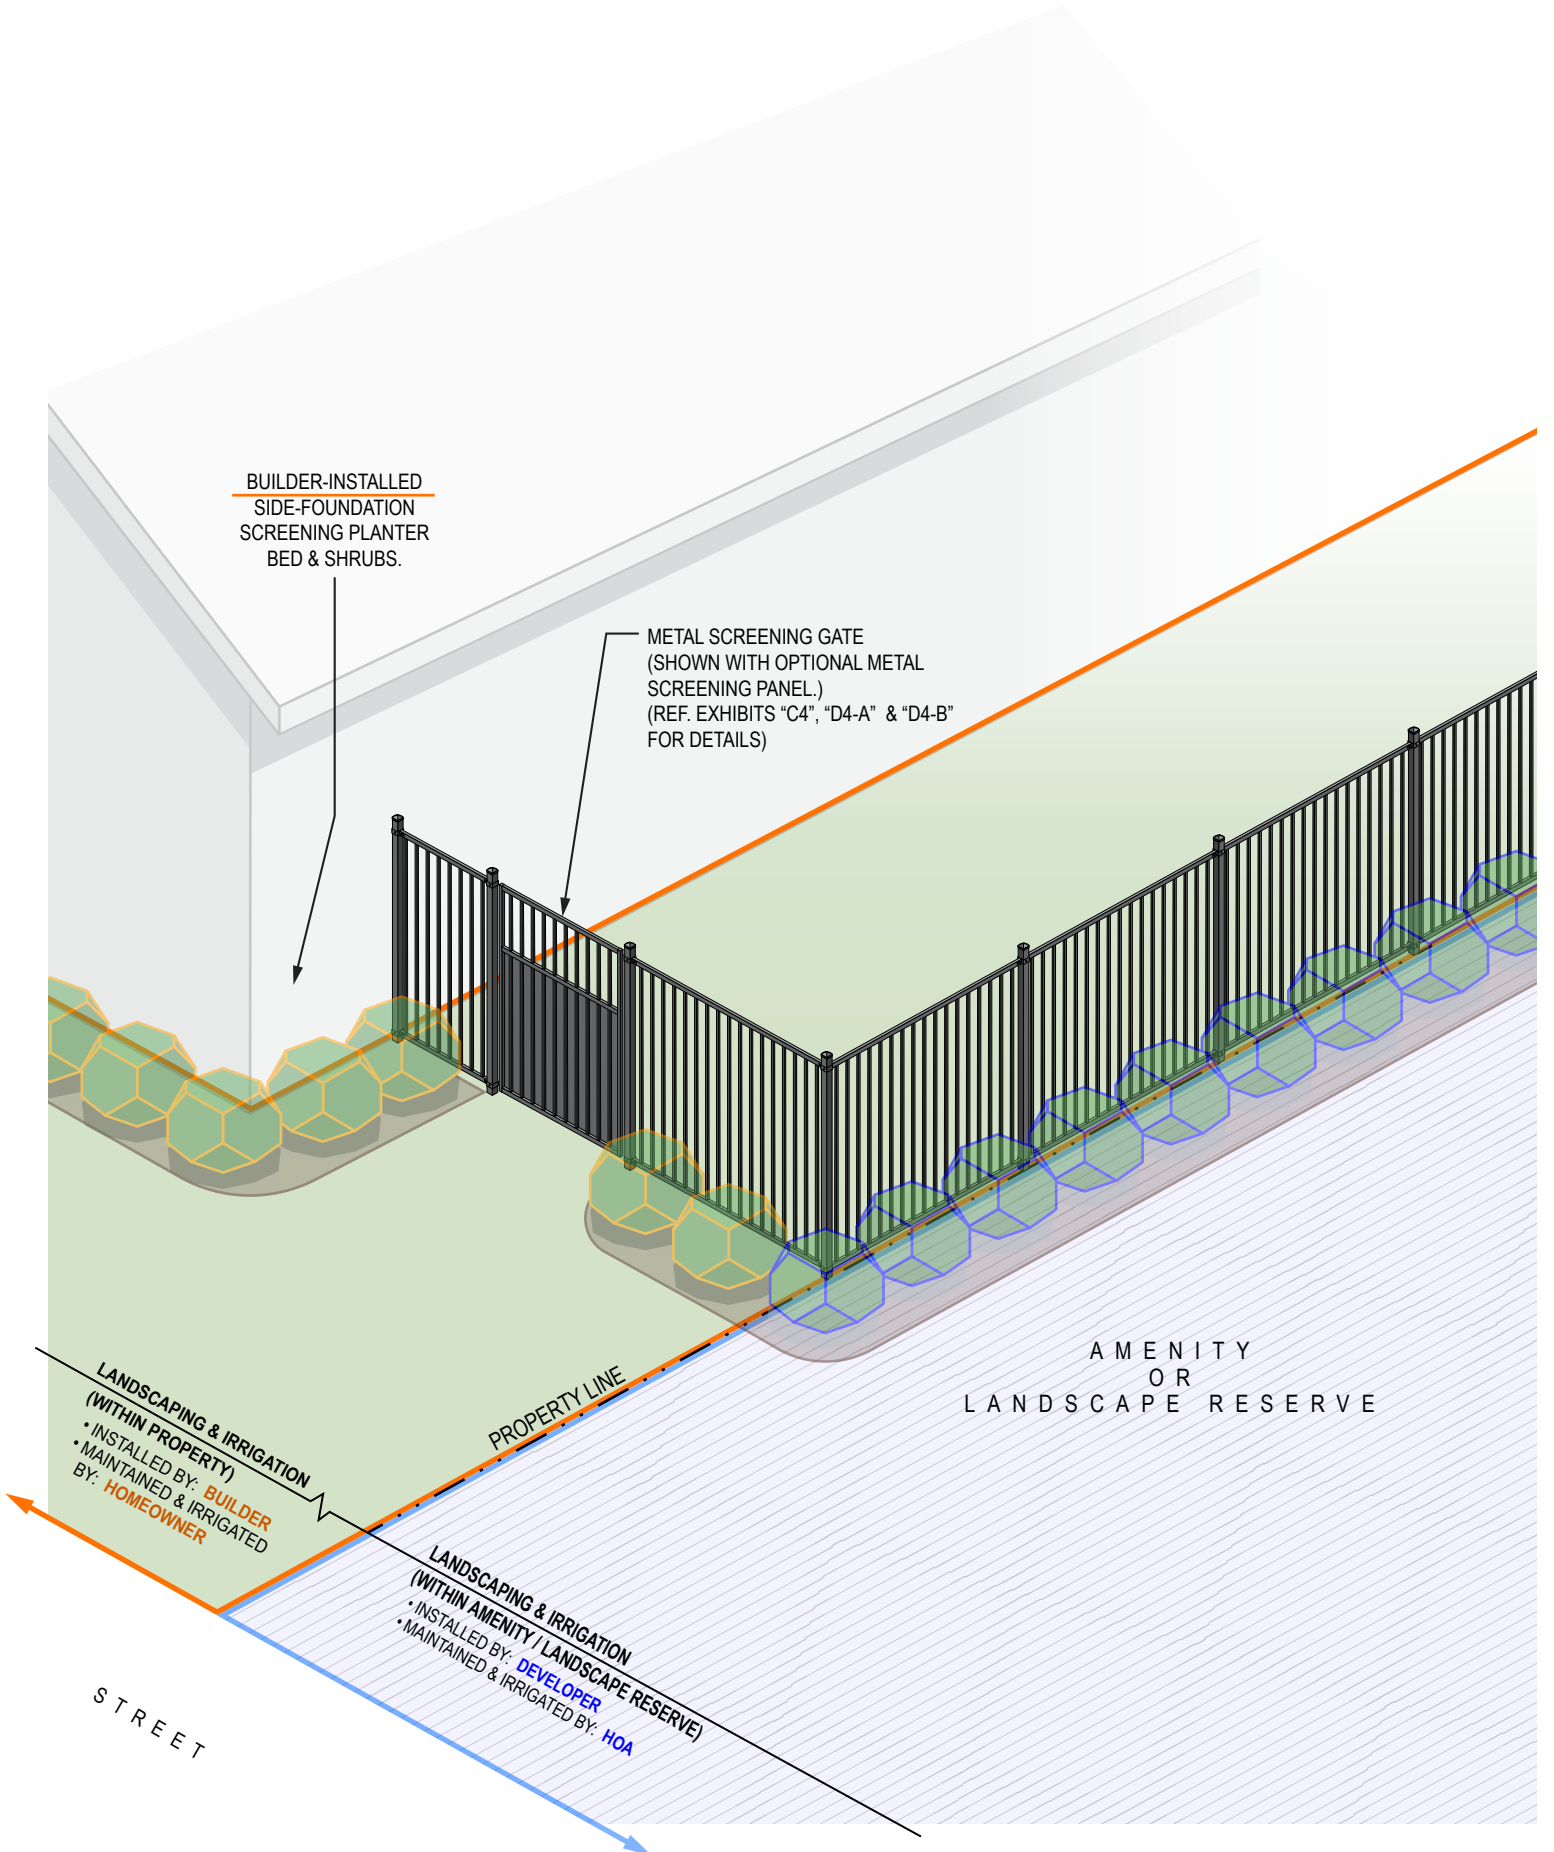 BUILDER-INSTALLED
SIDE-FOUNDATION
SCREENING PLANTER
BED & SHRUBS.
METAL SCREENING GATE
(SHOWN WITH OPTIONAL METAL
SCREENING PANEL.)
(REF. EXHIBITS “C4”, “D4-A” & “D4-B”
FOR DETAILS)
AMENITY
OR
LANDSCAPE RESERVE
PROPERTY LINE
LANDSCAPING & IRRIGATION
(WITHIN PROPERTY)
• INSTALLED BY: BUILDER
• MAINTAINED & IRRIGATED
BY: HOMEOWNER
LANDSCAPING & IRRIGATION
(WITHIN AMENITY / LANDSCAPE RESERVE)
• INSTALLED BY: DEVELOPER
• MAINTAINED & IRRIGATED BY: HOA
STREET